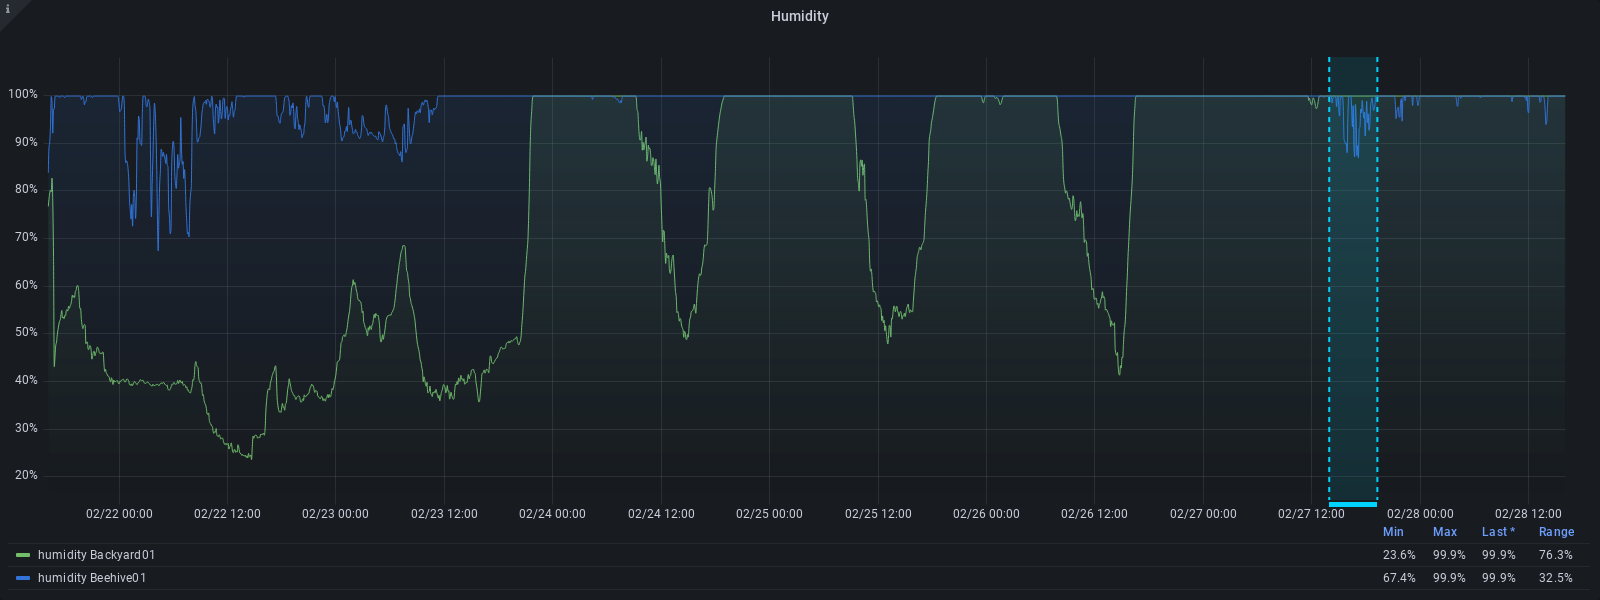 i
Humidity
100%
90%
80%
70%
60%
50%
40%
30%
20%
02/22 00:00 02/22 12:00 02/23 00:00 02/23 12:00 02/24 00:00 02/24 12:00 02/25 00:00 02/25 12:00 02/26 00:00 02/26 12:00 02/27 00:00 02/27 12:00 02/28 00:00 02/28 12:00
Min Max Last * Range
humidity Backyard01 23.6% 99.9% 99.9% 76.3%
humidity Beehive01 67.4% 99.9% 99.9% 32.5%